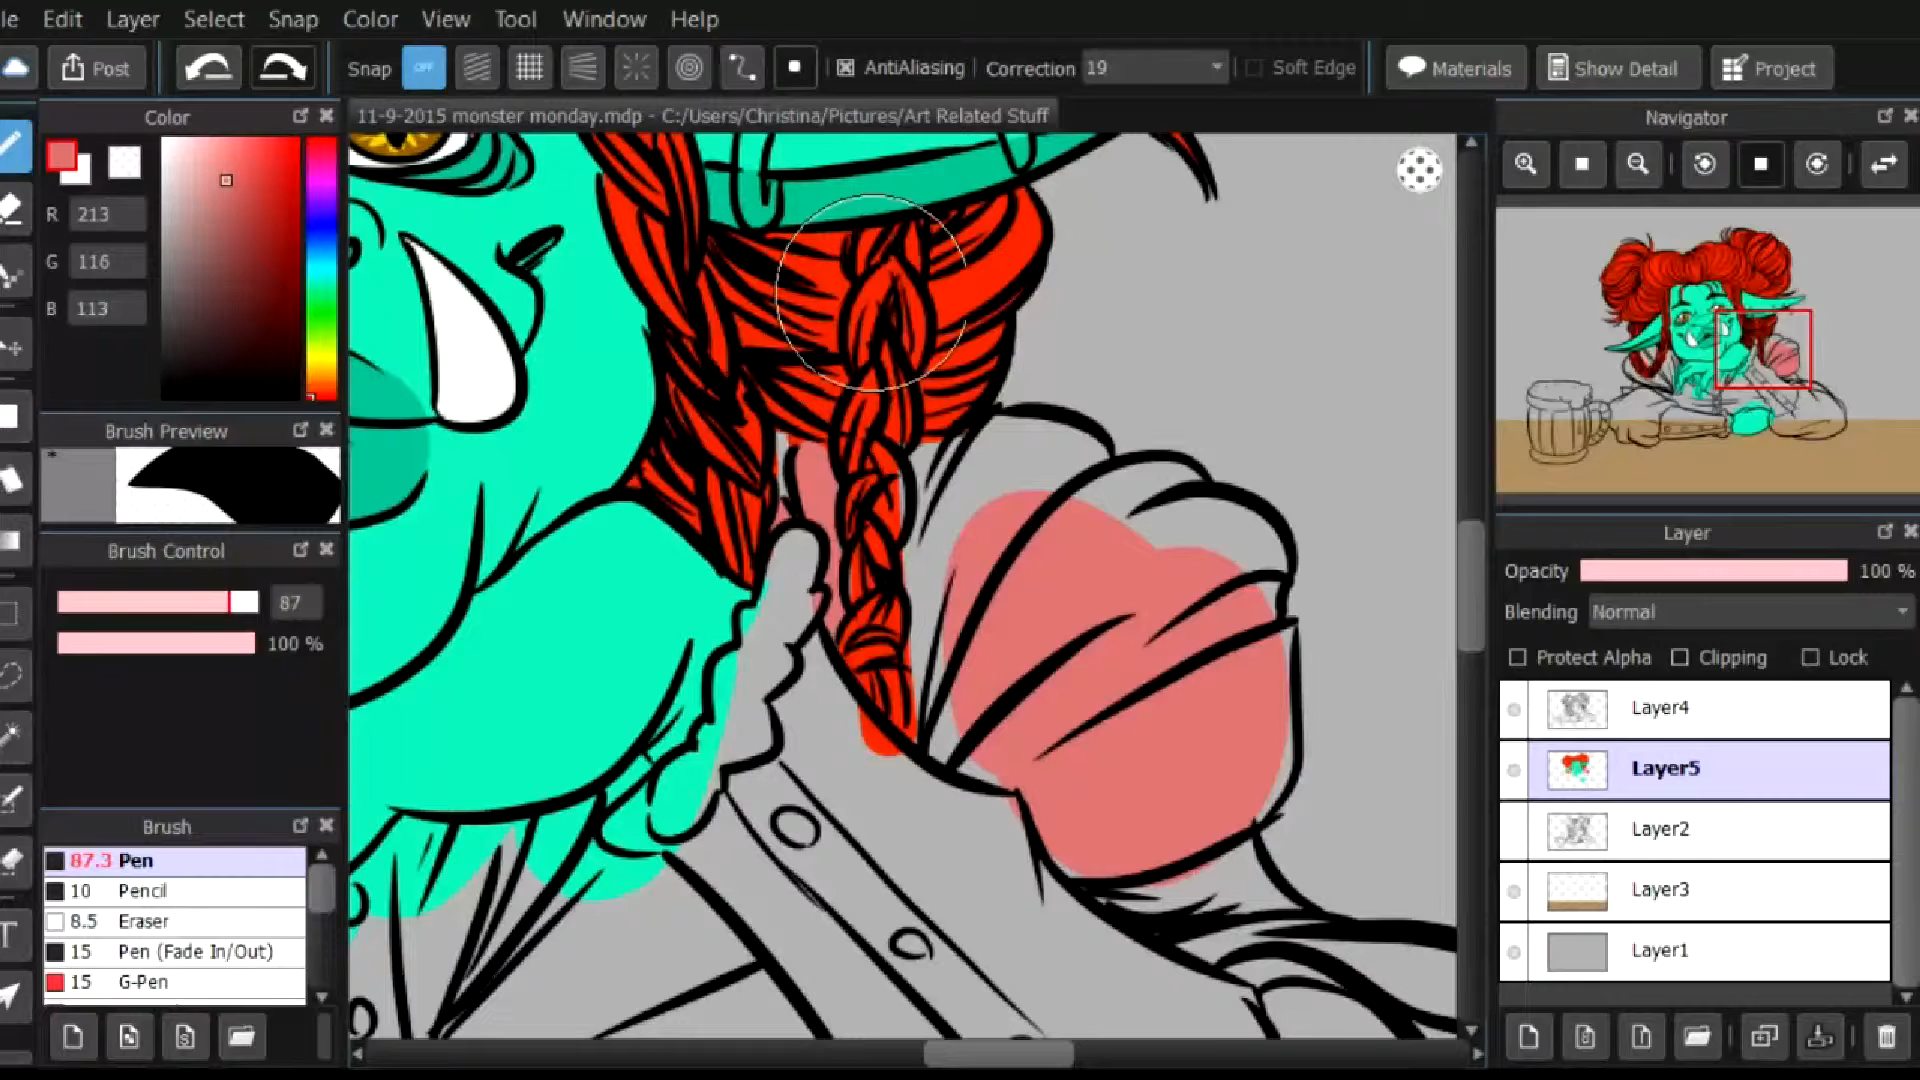 le Edit Layer Select Snap Color View Tool Window Help
Post Snap OFF AntiAliasing Correction 19 Soft Edge Materials Show Detail Project
Color
11-9-2015 monster monday.mdp - C:/Users/Christina/Pictures/Art Related Stuff
Navigator
R 213
G 116
B 113
Brush Preview
*
Brush Control
87
100 %
Brush
87.3 Pen
10 Pencil
8.5 Eraser
15 Pen (Fade In/Out)
15 G-Pen
T
Layer
Opacity 100 %
Blending Normal
Protect Alpha Clipping Lock
Layer4
Layer5
Layer2
Layer3
Layer1